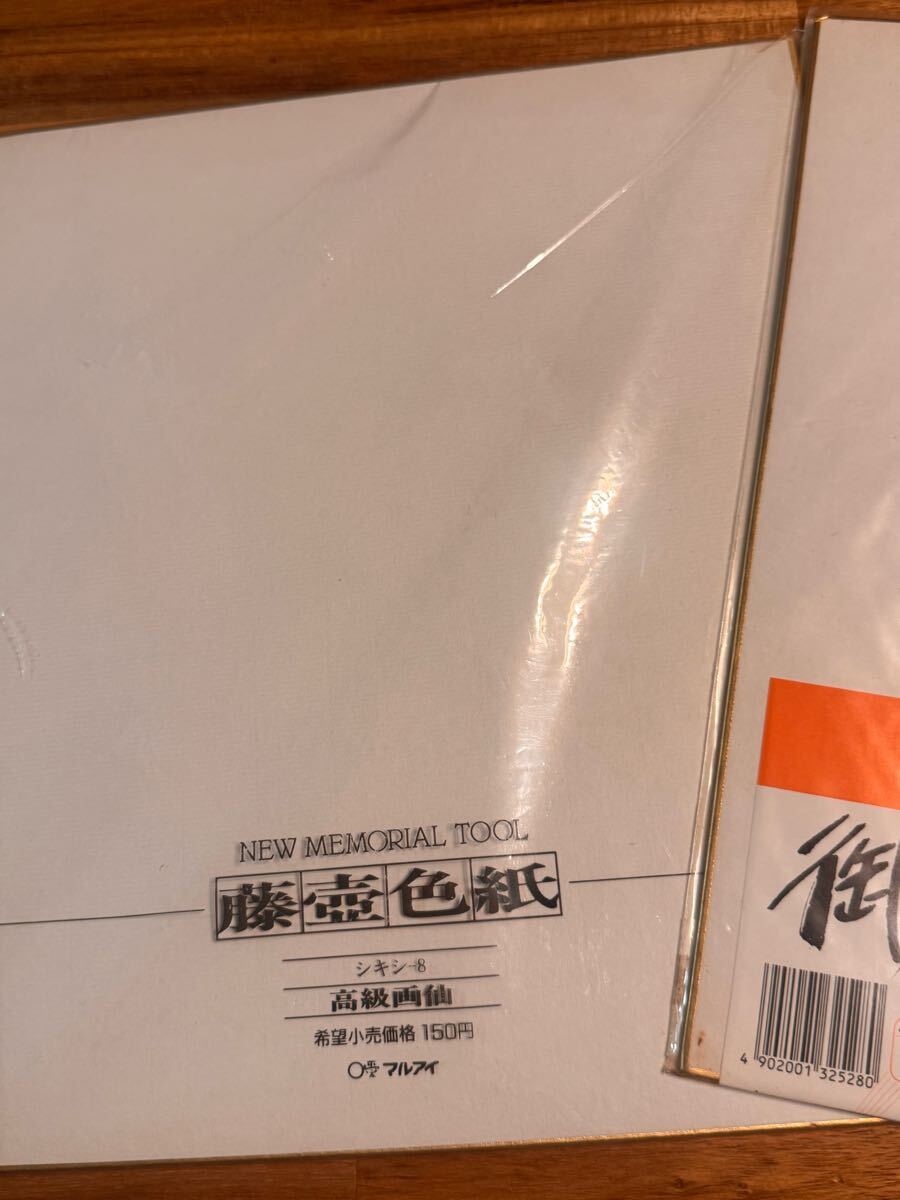 NEW MEMORIAL TOOL
藤壺色紙
シキシ-8
高級画仙
希望小売価格 150円
マルアイ
御
4 902001 325280